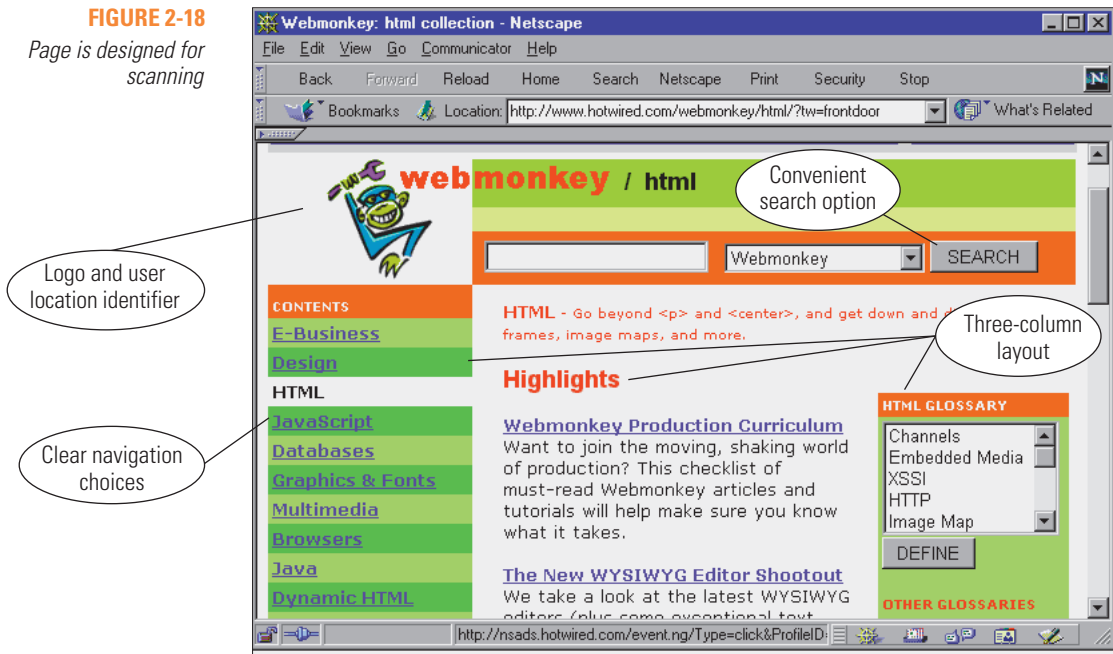 FIGURE 2-18
Page is designed for
scanning
Webmonkey: html collection - Netscape
File Edit View Go Communicator Help
Back Forward Reload Home Search Netscape Print Security Stop
N
Bookmarks Location: http://www.hotwired.com/webmonkey/html/?tw=frontdoor What's Related
webmonkey / html
Convenient
search option
Webmonkey SEARCH
Logo and user
location identifier
CONTENTS
E-Business
Design
HTML
JavaScript
Databases
Graphics & Fonts
Multimedia
Browsers
Java
Dynamic HTML
Clear navigation
choices
HTML - Go beyond <p> and <center>, and get down and
frames, image maps, and more.
Three-column
layout
Highlights
Webmonkey Production Curriculum
Want to join the moving, shaking world
of production? This checklist of
must-read Webmonkey articles and
tutorials will help make sure you know
what it takes.
The New WYSIWYG Editor Shootout
We take a look at the latest WYSIWYG
editors (plus some exceptional text
HTML GLOSSARY
Channels
Embedded Media
XSSI
HTTP
Image Map
DEFINE
OTHER GLOSSARIES
http://nsads.hotwired.com/event.ng/Type=click&ProfileID